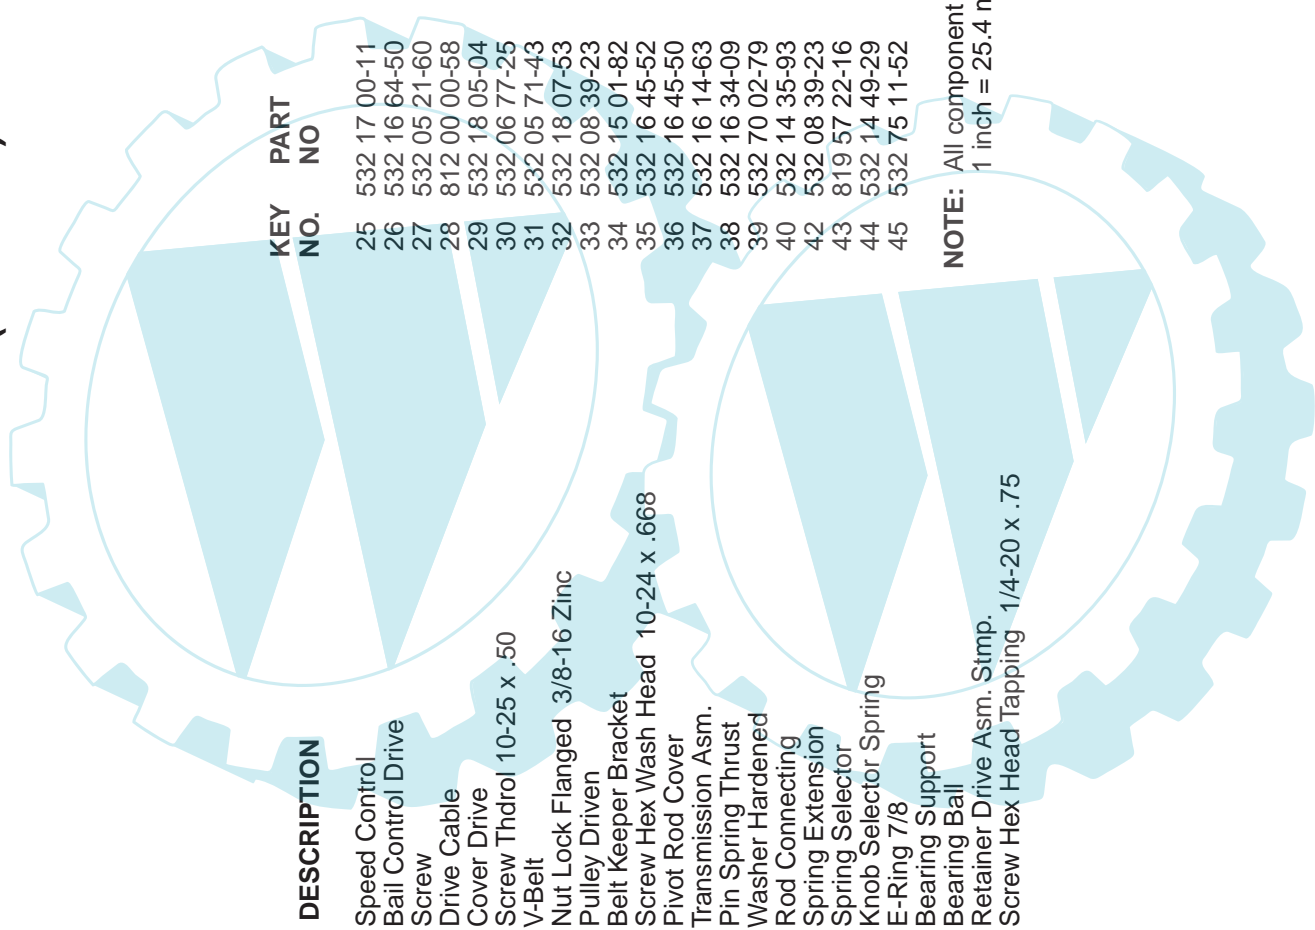 DESCRIPTION
Speed Control
Bail Control Drive
Screw
Drive Cable
Cover Drive
Screw Thdrol 10-25 x .50
V-Belt
Nut Lock Flanged 3/8-16 Zinc
Pulley Driven
Belt Keeper Bracket
Screw Hex Wash Head 10-24 x .668
Pivot Rod Cover
Transmission Asm.
Pin Spring Thrust
Washer Hardened
Rod Connecting
Spring Extension
Spring Selector
Knob Selector Spring
E-Ring 7/8
Bearing Support
Bearing Ball
Retainer Drive Asm. Stmp.
Screw Hex Head Tapping 1/4-20 x .75
KEY PART
NO. NO
25 532 17 00-11
26 532 16 64-50
27 532 05 21-60
28 812 00 00-58
29 532 18 05-04
30 532 06 77-25
31 532 05 71-43
32 532 18 07-53
33 532 08 39-23
34 532 15 01-82
35 532 16 45-52
36 532 16 45-50
37 532 16 14-63
38 532 16 34-09
39 532 70 02-79
40 532 14 35-93
42 532 08 39-23
43 819 57 22-16
44 532 14 49-29
45 532 75 11-52
NOTE: All component
1 inch = 25.4